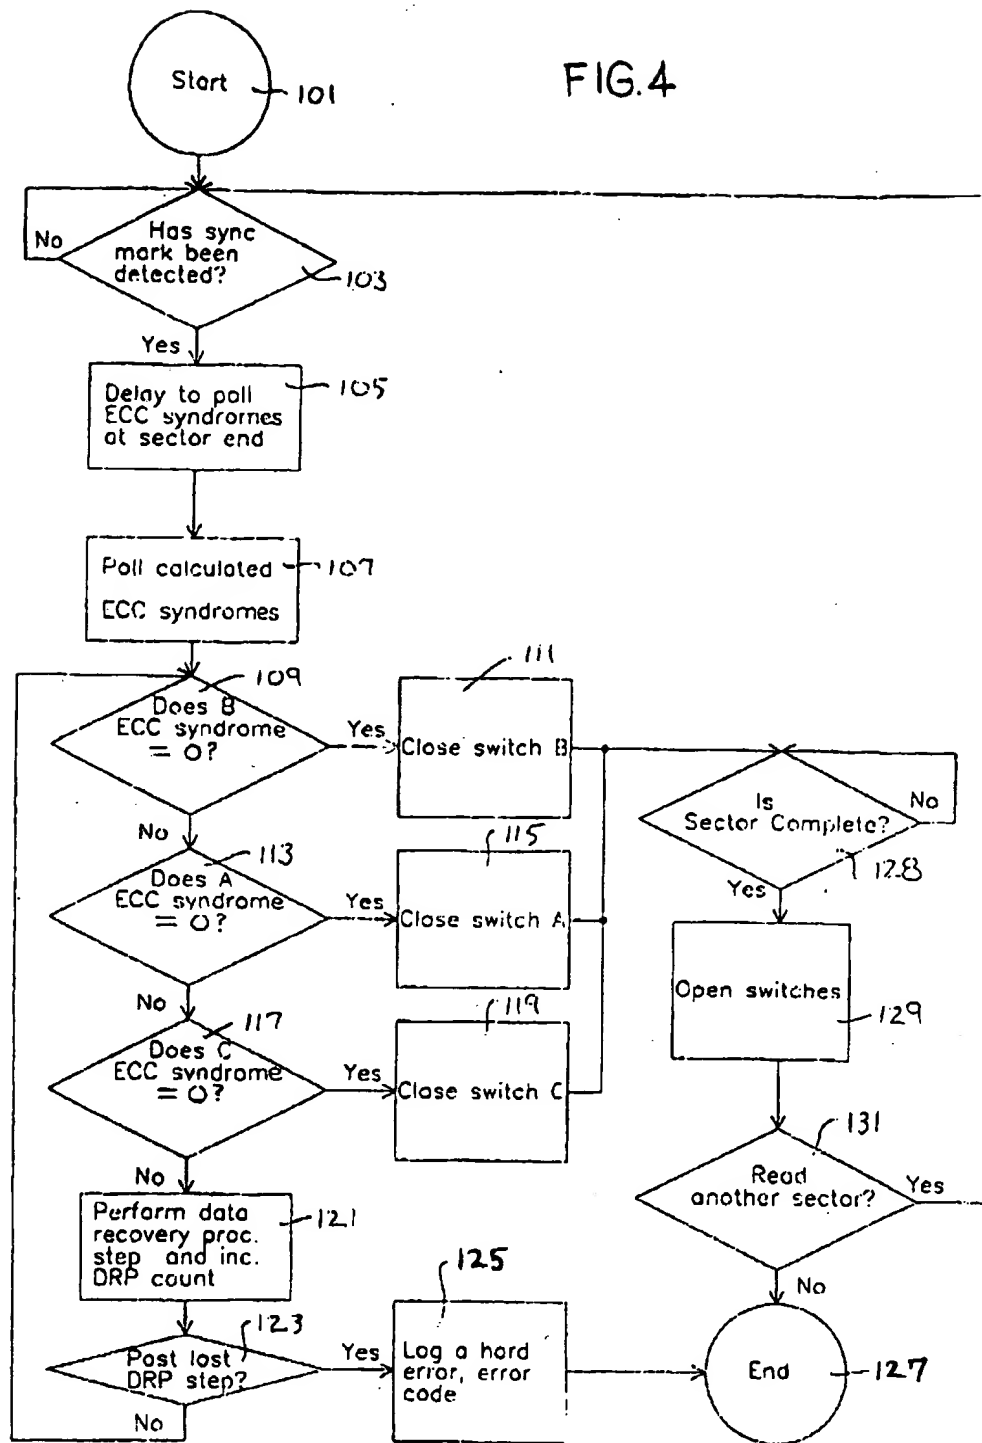 FIG.4
Start
101
Has sync
mark been
detected?
103
No
Yes
Delay to poll
ECC syndromes
at sector end
105
Poll calculated
ECC syndromes
107
109
Does B
ECC syndrome
= 0?
Yes
111
Close switch B
No
113
Does A
ECC syndrome
= 0?
Yes
115
Close switch A
No
117
Does C
ECC syndrome
= 0?
Yes
119
Close switch C
No
Is
Sector Complete?
No
128
Yes
Open switches
129
131
Read
another sector?
Yes
No
Perform data
recovery proc.
step and inc.
DRP count
121
123
Past last
DRP step?
Yes
No
125
Log a hard
error, error
code
End
127